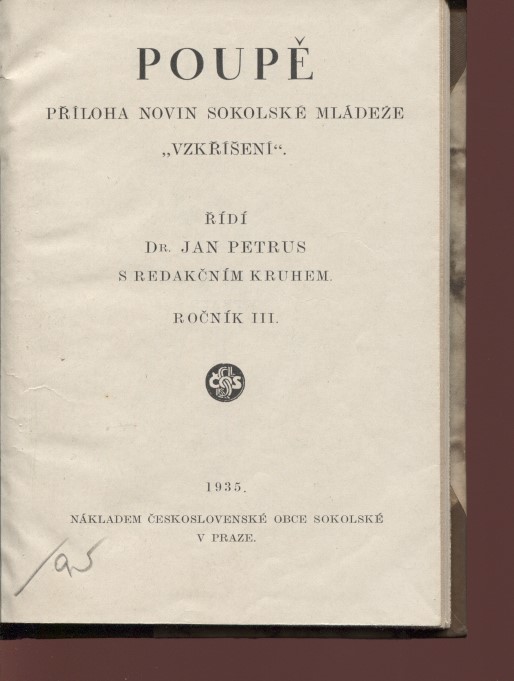 POUPĚ
PŘÍLOHA NOVIN SOKOLSKÉ MLÁDEŽE
„VZKŘÍŠENÍ“.
ŘÍDÍ
DR. JAN PETRUS
S REDAKČNÍM KRUHEM.
ROČNÍK III.
ČOS
1935.
NÁKLADEM ČESKOSLOVENSKÉ OBCE SOKOLSKÉ
V PRAZE.